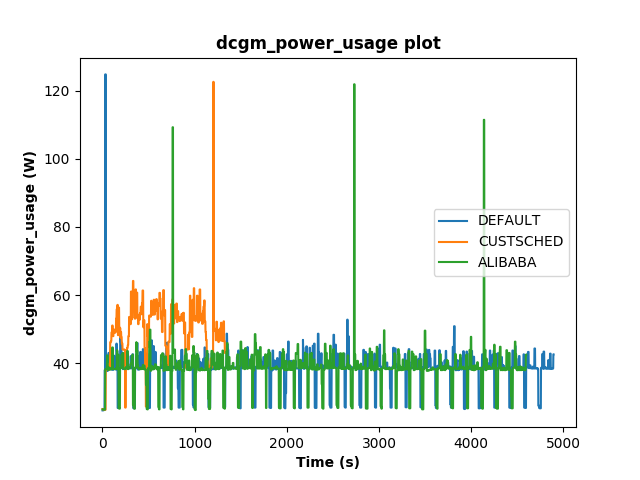 dcgm_power_usage plot
dcgm_power_usage (W)
120
100
80
60
40
DEFAULT
CUSTSCHED
ALIBABA
0
1000
2000
3000
4000
5000
Time (s)